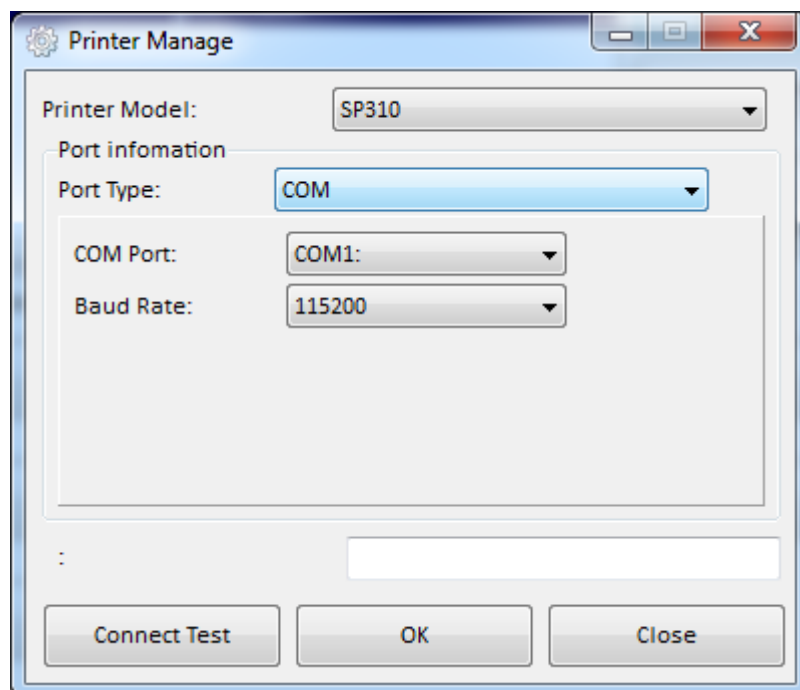 Printer Manage
Printer Model: SP310
Port infomation
Port Type: COM
COM Port: COM1:
Baud Rate: 115200
:
Connect Test OK Close